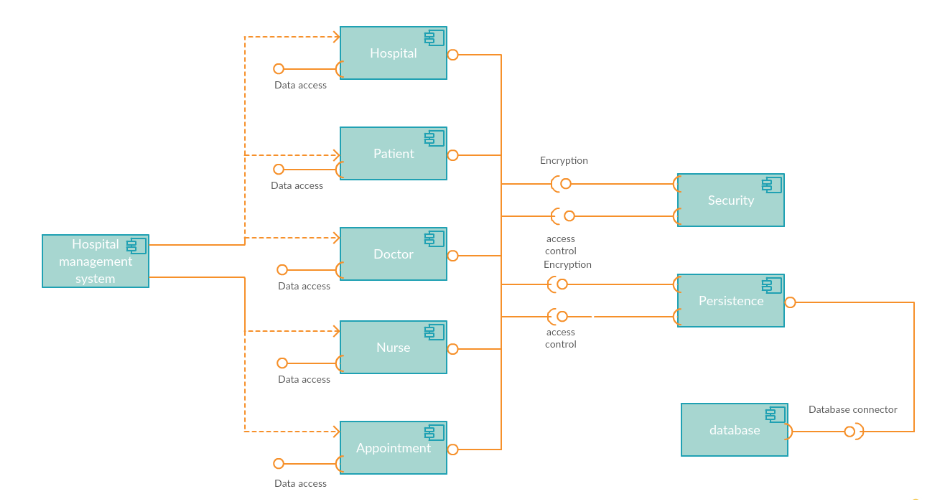 Hospital
Data access
Patient
Data access
Encryption
Security
access
control
Hospital
management
system
Doctor
Data access
Encryption
Persistence
access
control
Nurse
Data access
Database connector
database
Appointment
Data access